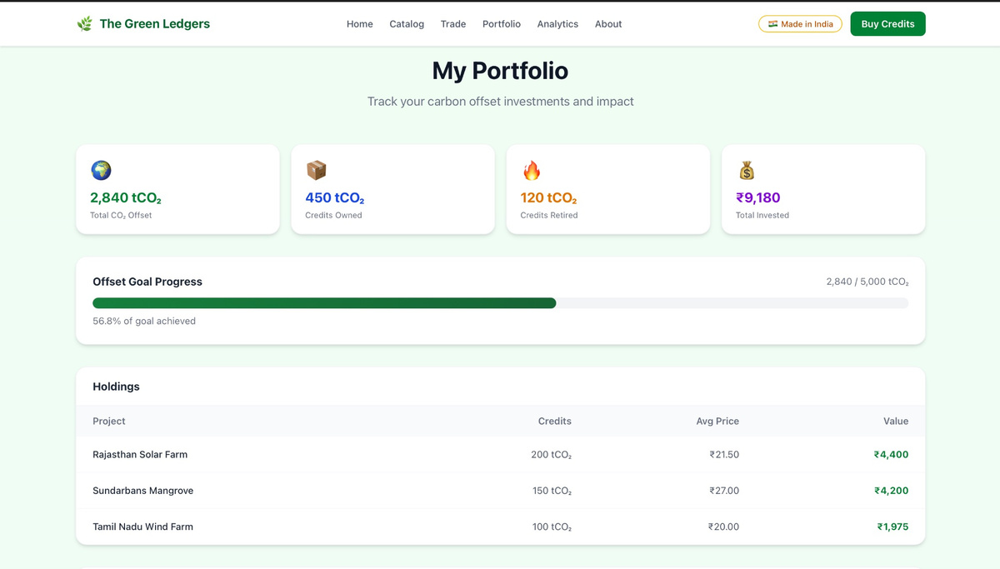 The Green Ledgers
Home Catalog Trade Portfolio Analytics About
Made in India
Buy Credits
My Portfolio
Track your carbon offset investments and impact
2,840 tCO₂
Total CO₂ Offset
450 tCO₂
Credits Owned
120 tCO₂
Credits Retired
₹9,180
Total Invested
Offset Goal Progress
2,840 / 5,000 tCO₂
56.8% of goal achieved
Holdings
Project Credits Avg Price Value
Rajasthan Solar Farm 200 tCO₂ ₹21.50 ₹4,400
Sundarbans Mangrove 150 tCO₂ ₹27.00 ₹4,200
Tamil Nadu Wind Farm 100 tCO₂ ₹20.00 ₹1,975